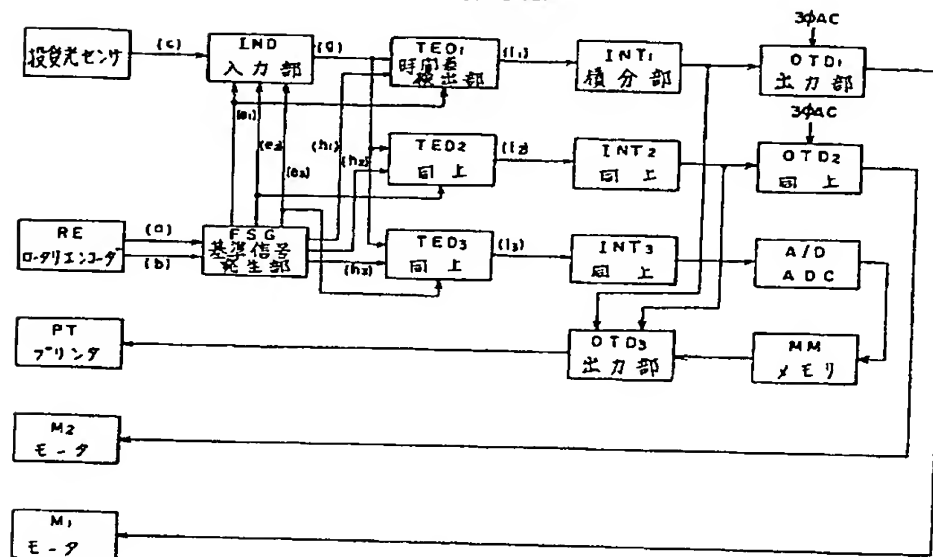 3ΦAC
投受光センサ
(c)
IND
入力部
(g)
TED1
時間差
検出部
(i1)
INT1
積分部
OTD1
出力部
3ΦAC
(e1)
(e2)
(e3)
(h1)
(h2)
TED2
同上
(i2)
INT2
同上
OTD2
同上
RE
ロータリエンコーダ
(a)
(b)
FSG
基準信号
発生部
(h3)
TED3
同上
(i3)
INT3
同上
A/D
ADC
PT
プリンタ
OTD3
出力部
MM
メモリ
M2
モータ
M1
モータ